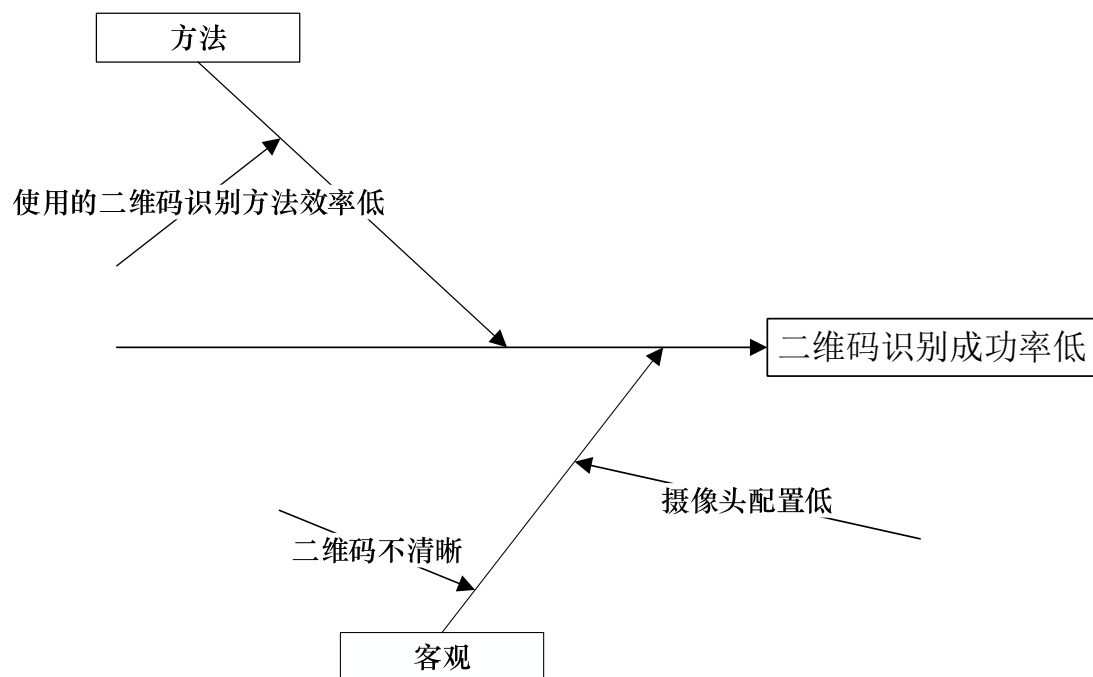 方法
使用的二维码识别方法效率低
二维码识别成功率低
摄像头配置低
二维码不清晰
客观